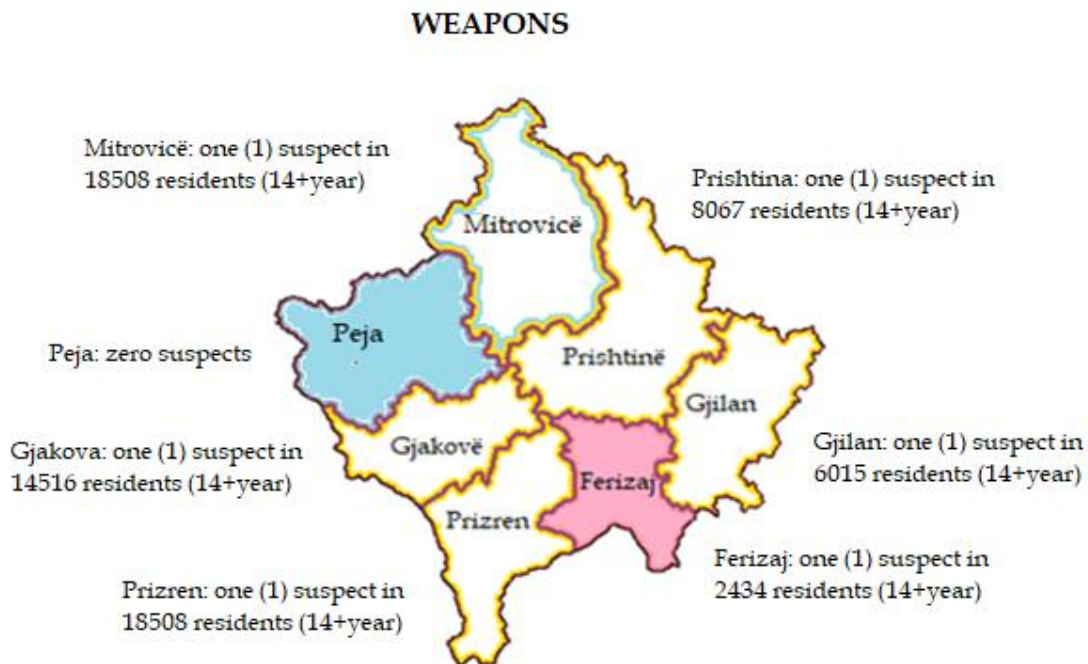 WEAPONS
Mitrovicë: one (1) suspect in
18508 residents (14+year)
Prishtina: one (1) suspect in
8067 residents (14+year)
Mitrovicë
Peja
Peja: zero suspects
Prishtinë
Gjilan
Gjakova: one (1) suspect in
14516 residents (14+year)
Gjakovë
Gjilan: one (1) suspect in
6015 residents (14+year)
Ferizaj
Prizren
Ferizaj: one (1) suspect in
2434 residents (14+year)
Prizren: one (1) suspect in
18508 residents (14+year)